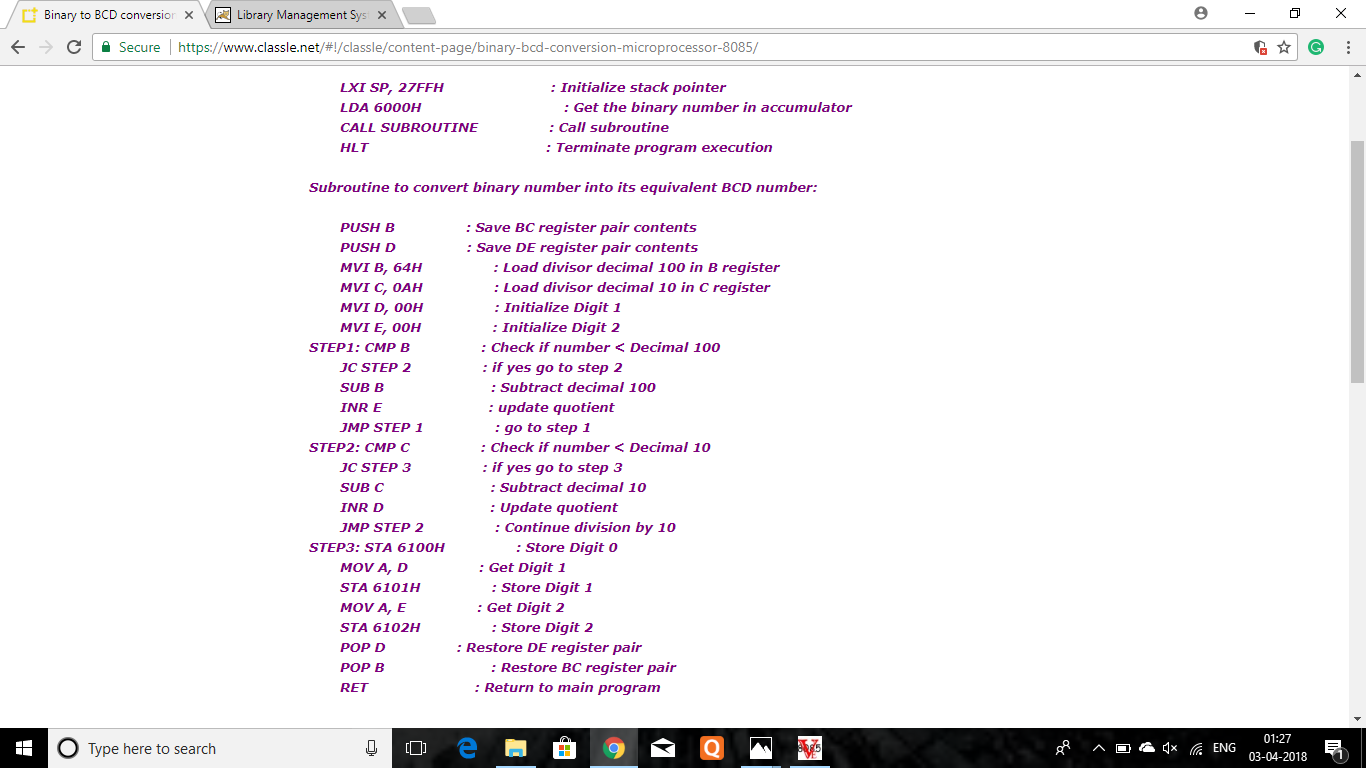 Binary to BCD conversion
Library Management Sys
Secure
https://www.classle.net/#!/classle/content-page/binary-bcd-conversion-microprocessor-8085/
LXI SP, 27FFH : Initialize stack pointer
LDA 6000H : Get the binary number in accumulator
CALL SUBROUTINE : Call subroutine
HLT : Terminate program execution
Subroutine to convert binary number into its equivalent BCD number:
PUSH B : Save BC register pair contents
PUSH D : Save DE register pair contents
MVI B, 64H : Load divisor decimal 100 in B register
MVI C, 0AH : Load divisor decimal 10 in C register
MVI D, 00H : Initialize Digit 1
MVI E, 00H : Initialize Digit 2
STEP1: CMP B : Check if number < Decimal 100
JC STEP 2 : if yes go to step 2
SUB B : Subtract decimal 100
INR E : update quotient
JMP STEP 1 : go to step 1
STEP2: CMP C : Check if number < Decimal 10
JC STEP 3 : if yes go to step 3
SUB C : Subtract decimal 10
INR D : Update quotient
JMP STEP 2 : Continue division by 10
STEP3: STA 6100H : Store Digit 0
MOV A, D : Get Digit 1
STA 6101H : Store Digit 1
MOV A, E : Get Digit 2
STA 6102H : Store Digit 2
POP D : Restore DE register pair
POP B : Restore BC register pair
RET : Return to main program
Type here to search
8085
ENG
01:27
03-04-2018
1